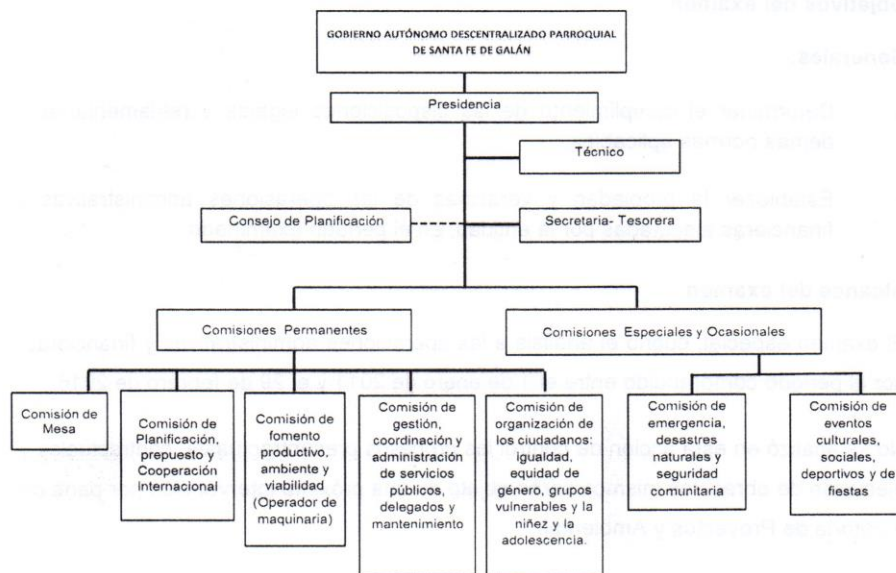 GOBIERNO AUTÓNOMO DESCENTRALIZADO PARROQUIAL
DE SANTA FE DE GALÁN
Presidencia
Técnico
Consejo de Planificación
Secretaria- Tesorera
Comisiones Permanentes
Comisiones Especiales y Ocasionales
Comisión de
Mesa
Comisión de
Planificación,
prepuesto y
Cooperación
Internacional
Comisión de
fomento
productivo,
ambiente y
viabilidad
(Operador de
maquinaria)
Comisión de
gestión,
coordinación y
administración
de servicios
públicos,
delegados y
mantenimiento
Comisión de
organización de
los ciudadanos:
Igualdad,
equidad de
género, grupos
vulnerables y la
niñez y la
adolescencia.
Comisión de
emergencia,
desastres
naturales y
seguridad
comunitaria
Comisión de
eventos
culturales,
sociales,
deportivos y de
fiestas